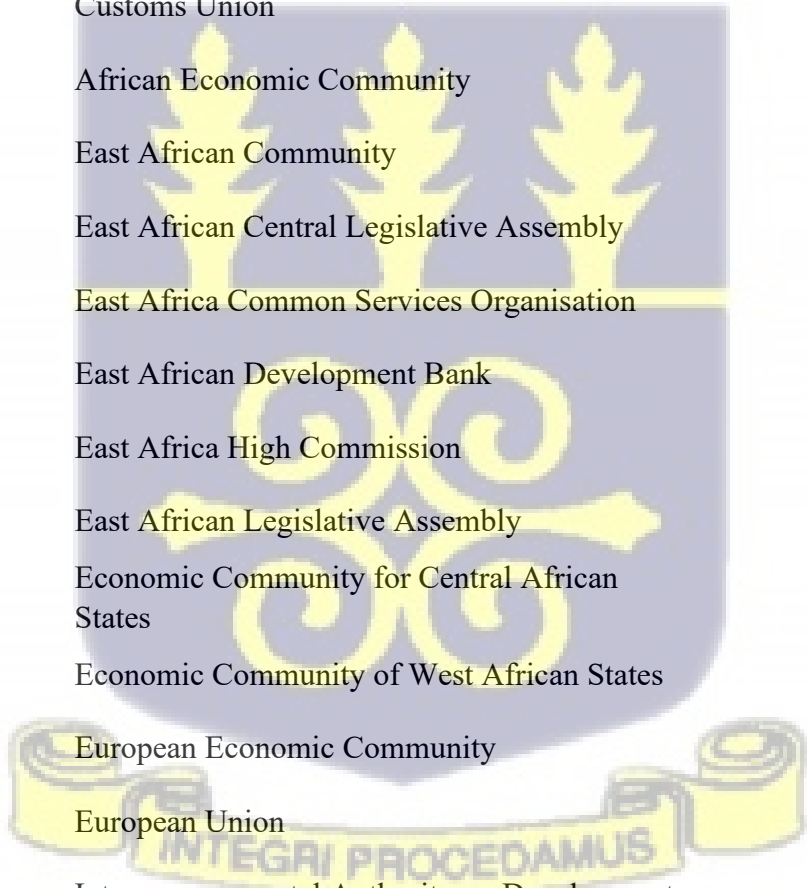 Customs Union
African Economic Community
East African Community
East African Central Legislative Assembly
East Africa Common Services Organisation
East African Development Bank
East Africa High Commission
East African Legislative Assembly
Economic Community for Central African
States
Economic Community of West African States
European Economic Community
European Union
INTEGRI PROCEDAMUS